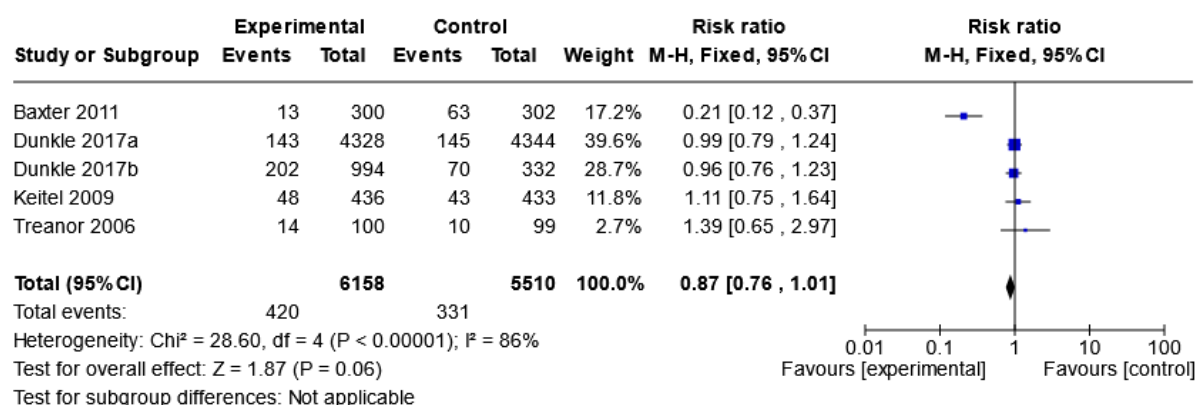 Experimental Control Risk ratio Risk ratio
Study or Subgroup Events Total Events Total Weight M-H, Fixed, 95% CI M-H, Fixed, 95% CI
Baxter 2011 13 300 63 302 17.2% 0.21 [0.12 , 0.37]
Dunkle 2017a 143 4328 145 4344 39.6% 0.99 [0.79 , 1.24]
Dunkle 2017b 202 994 70 332 28.7% 0.96 [0.76 , 1.23]
Keitel 2009 48 436 43 433 11.8% 1.11 [0.75 , 1.64]
Treanor 2006 14 100 10 99 2.7% 1.39 [0.65 , 2.97]
Total (95% CI) 6158 5510 100.0% 0.87 [0.76 , 1.01]
Total events: 420 331
Heterogeneity: Chi² = 28.60, df = 4 (P < 0.00001); I² = 86%
Test for overall effect: Z = 1.87 (P = 0.06)
Test for subgroup differences: Not applicable
0.01 0.1 1 10 100
Favours [experimental] Favours [control]